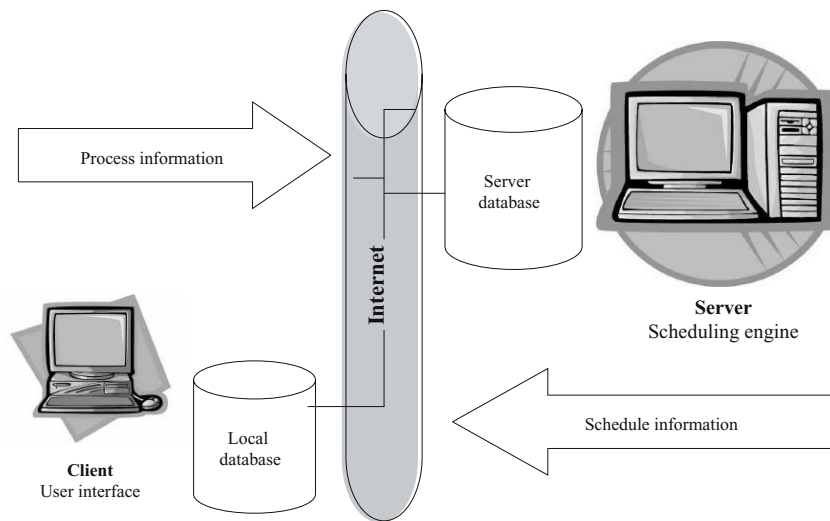 Process information
Server
database
Internet
Server
Scheduling engine
Local
database
Schedule information
Client
User interface